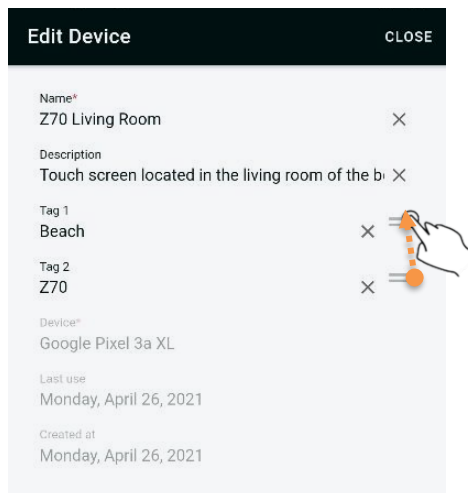 Edit Device
CLOSE
Name*
Z70 Living Room
Description
Touch screen located in the living room of the
Tag 1
Beach
Tag 2
Z70
Device*
Google Pixel 3a XL
Last use
Monday, April 26, 2021
Created at
Monday, April 26, 2021